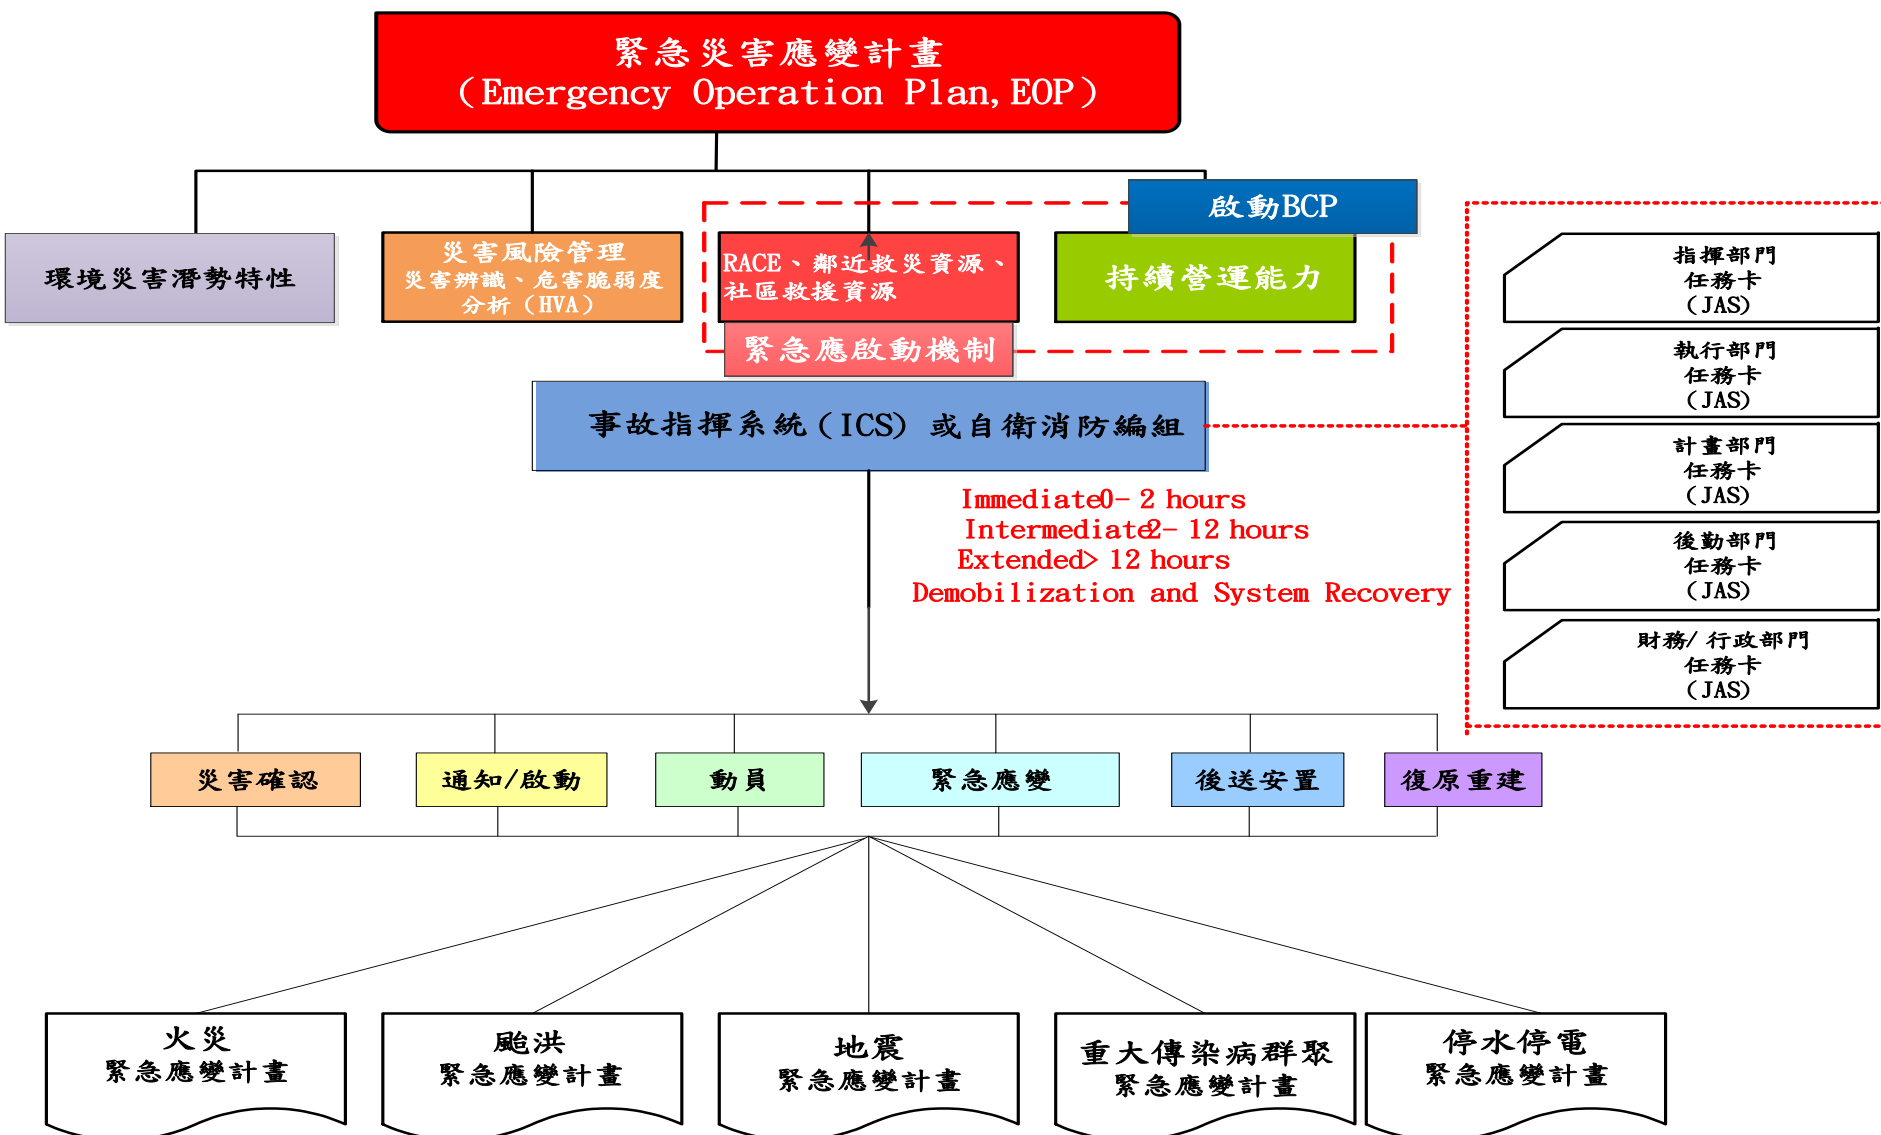 緊急災害應變計畫
（Emergency Operation Plan, EOP）
啟動BCP
環境災害潛勢特性
災害風險管理
災害辨識、危害脆弱度
分析（HVA）
RACE、鄰近救災資源、
社區救援資源
持續營運能力
緊急應啟動機制
事故指揮系統（ICS）或自衛消防編組
指揮部門
任務卡
（JAS）
執行部門
任務卡
（JAS）
計畫部門
任務卡
（JAS）
後勤部門
任務卡
（JAS）
財務/ 行政部門
任務卡
（JAS）
Immediate0- 2 hours
Intermediate2- 12 hours
Extended> 12 hours
Demobilization and System Recovery
災害確認
通知/啟動
動員
緊急應變
後送安置
復原重建
火災
緊急應變計畫
颱洪
緊急應變計畫
地震
緊急應變計畫
重大傳染病群聚
緊急應變計畫
停水停電
緊急應變計畫